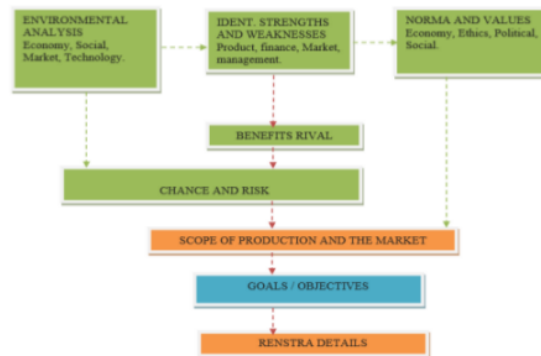 ENVIRONMENTAL
ANALYSIS
Economy, Social,
Market, Technology.
IDENT. STRENGTHS
AND WEAKNESSES
Product, finance, Market,
management.
NORMA AND VALUES
Economy, Ethics, Political,
Social.
BENEFITS RIVAL
CHANCE AND RISK
SCOPE OF PRODUCTION AND THE MARKET
GOALS / OBJECTIVES
RENSTRA DETAILS